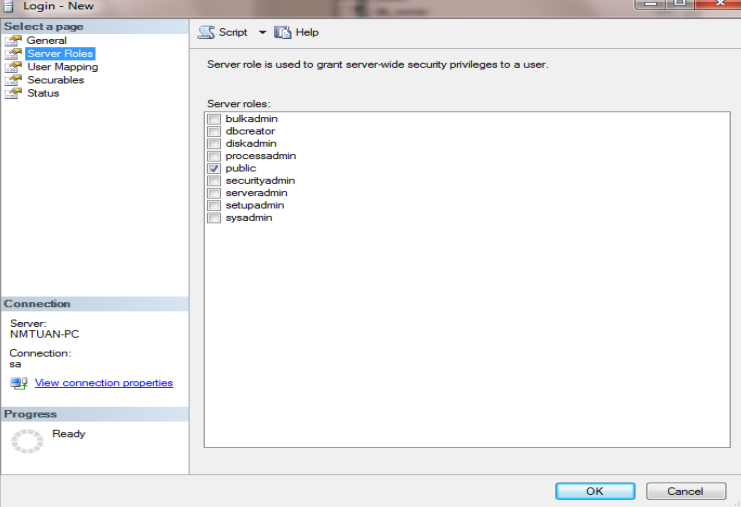 Login - New
Select a page
General
Server Roles
User Mapping
Securables
Status
Script Help
Server role is used to grant server-wide security privileges to a user.
Server roles:
bulkadmin
dbcreator
diskadmin
processadmin
public
securityadmin
serveradmin
setupadmin
sysadmin
Connection
Server:
NMTUAN-PC
Connection:
sa
View connection properties
Progress
Ready
OK Cancel